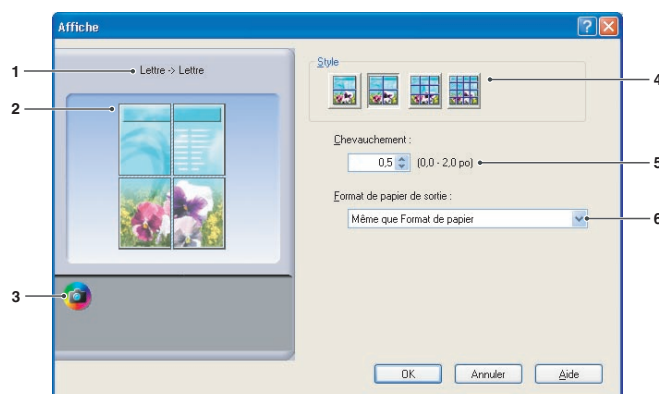 Affiche
1
Lettre -> Lettre
2
3
Style
4
Chevauchement :
0,5 (0,0 - 2,0 po)
5
Format de papier de sortie :
Même que Format de papier
6
OK
Annuler
Aide